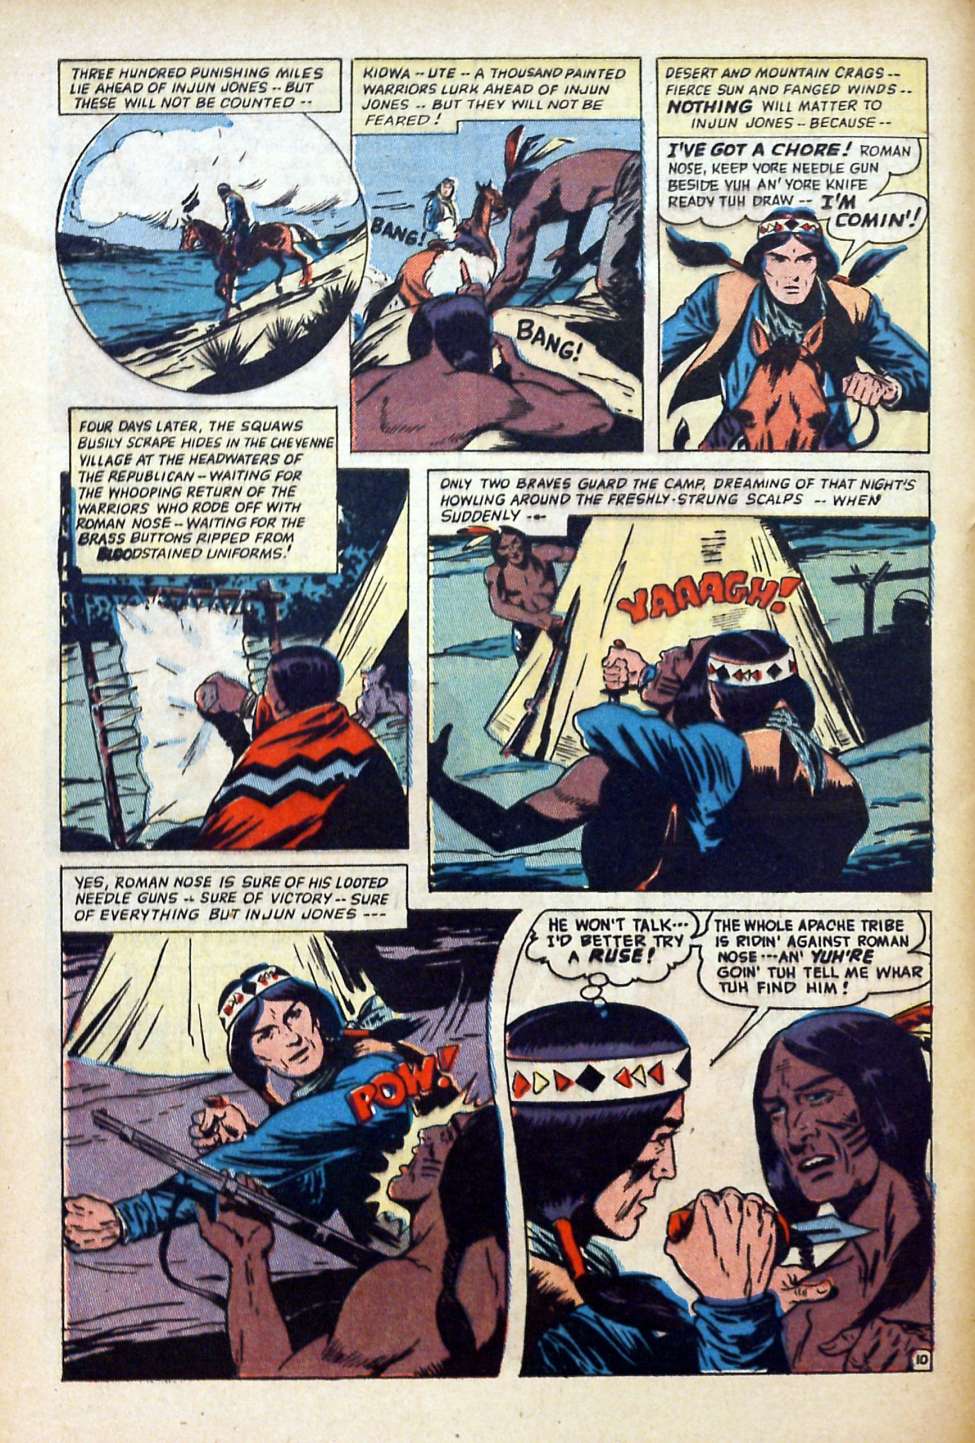 THREE HUNDRED PUNISHING MILES
LIE AHEAD OF INJUN JONES -- BUT
THESE WILL NOT BE COUNTED --
KIOWA -- UTE -- A THOUSAND PAINTED
WARRIORS LURK AHEAD OF INJUN
JONES -- BUT THEY WILL NOT BE
FEARED!
BANG!
BANG!
DESERT AND MOUNTAIN CRAGS --
FIERCE SUN AND FANGED WINDS --
NOTHING WILL MATTER TO
INJUN JONES -- BECAUSE --
I'VE GOT A CHORE! ROMAN
NOSE, KEEP YORE NEEDLE GUN
BESIDE YUH AN' YORE KNIFE
READY TUH DRAW -- I'M
COMIN'!
FOUR DAYS LATER, THE SQUAWS
BUSILY SCRAPE HIDES IN THE CHEYENNE
VILLAGE AT THE HEADWATERS OF
THE REPUBLICAN -- WAITING FOR
THE WHOOPING RETURN OF THE
WARRIORS WHO RODE OFF WITH
ROMAN NOSE -- WAITING FOR THE
BRASS BUTTONS RIPPED FROM
BLOODSTAINED UNIFORMS!
ONLY TWO BRAVES GUARD THE CAMP, DREAMING OF THAT NIGHT'S
HOWLING AROUND THE FRESHLY-STRUNG SCALPS -- WHEN
SUDDENLY ---
YAAAGH!
YES, ROMAN NOSE IS SURE OF HIS LOOTED
NEEDLE GUNS -- SURE OF VICTORY -- SURE
OF EVERYTHING BUT INJUN JONES ---
POW!
HE WON'T TALK...
I'D BETTER TRY
A RUSE!
THE WHOLE APACHE TRIBE
IS RIDIN' AGAINST ROMAN
NOSE --- AN' YUH'RE
GOIN' TUH TELL ME WHAR
TUH FIND HIM!
10